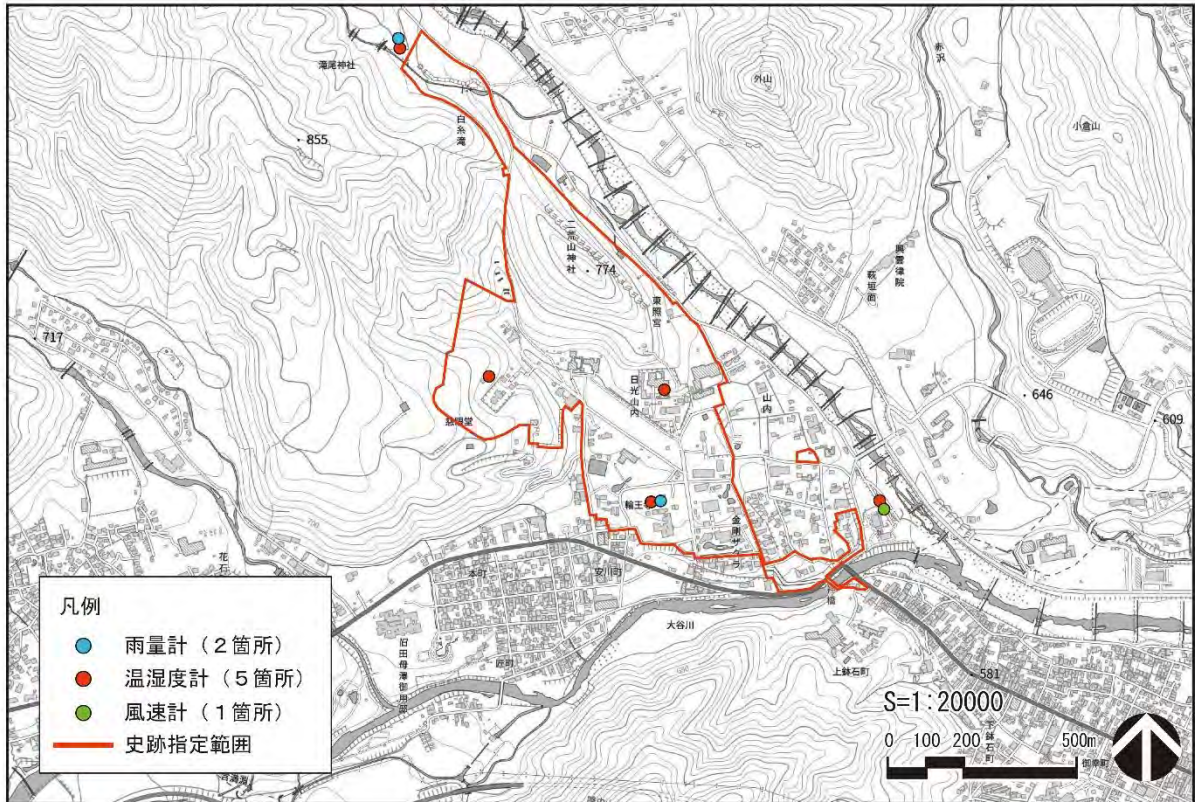 滝尾神社
白糸滝
855
外山
赤沢
小倉山
二荒山神社
774
興雲律院
萩垣面
東照宮
717
日光山内
山内
646
609
慈眼堂
輪王寺
金剛ザクラ
花石
本町
安川町
橋
大谷川
匠町
旧田母澤御用邸
上鉢石町
581
下鉢石町
御幸町
凡例
雨量計（２箇所）
温湿度計（５箇所）
風速計（１箇所）
史跡指定範囲
S=1:20000
0 100 200 500m